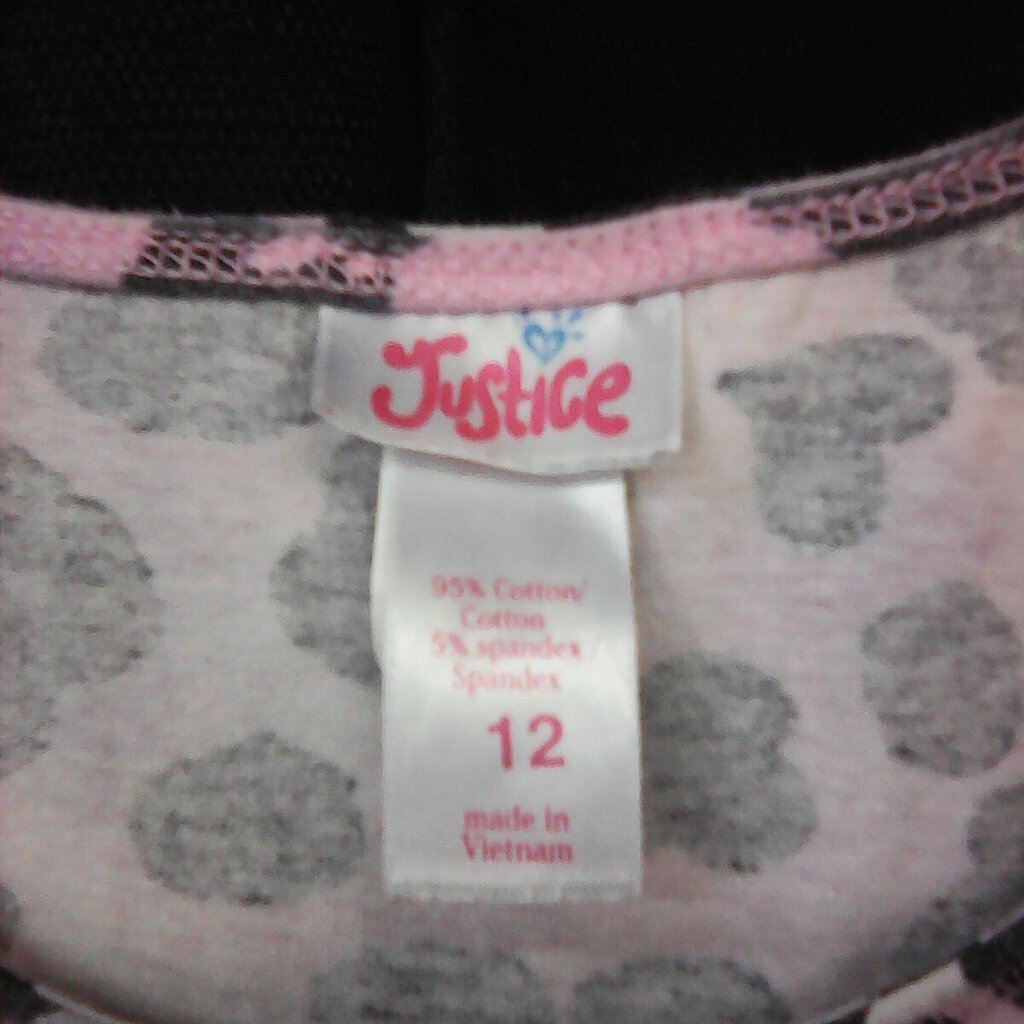 Justice
95% Cotton/
Cotton
5% spandex /
Spandex
12
made in
Vietnam